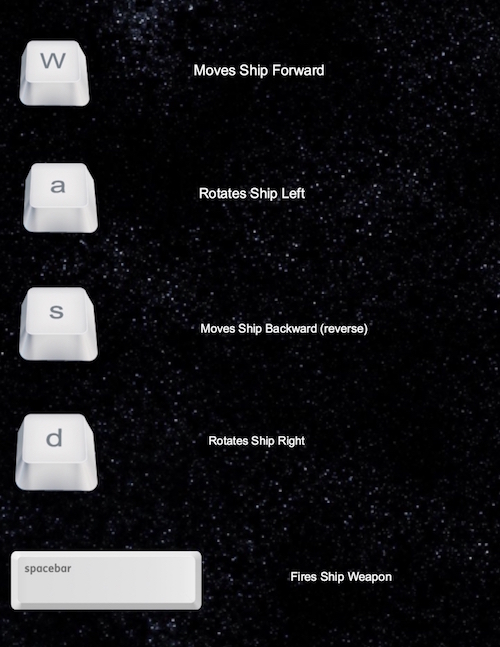 W
Moves Ship Forward
a
Rotates Ship Left
s
Moves Ship Backward (reverse)
d
Rotates Ship Right
spacebar
Fires Ship Weapon